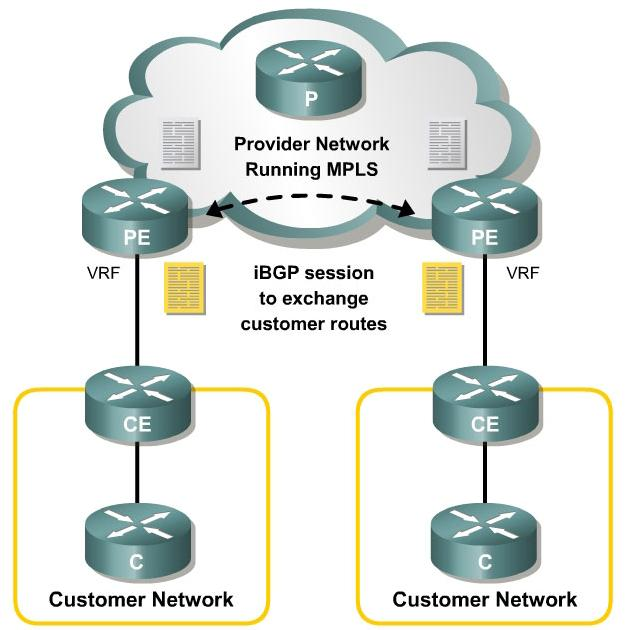 P
Provider Network
Running MPLS
PE
PE
VRF
VRF
iBGP session
to exchange
customer routes
CE
CE
C
C
Customer Network
Customer Network